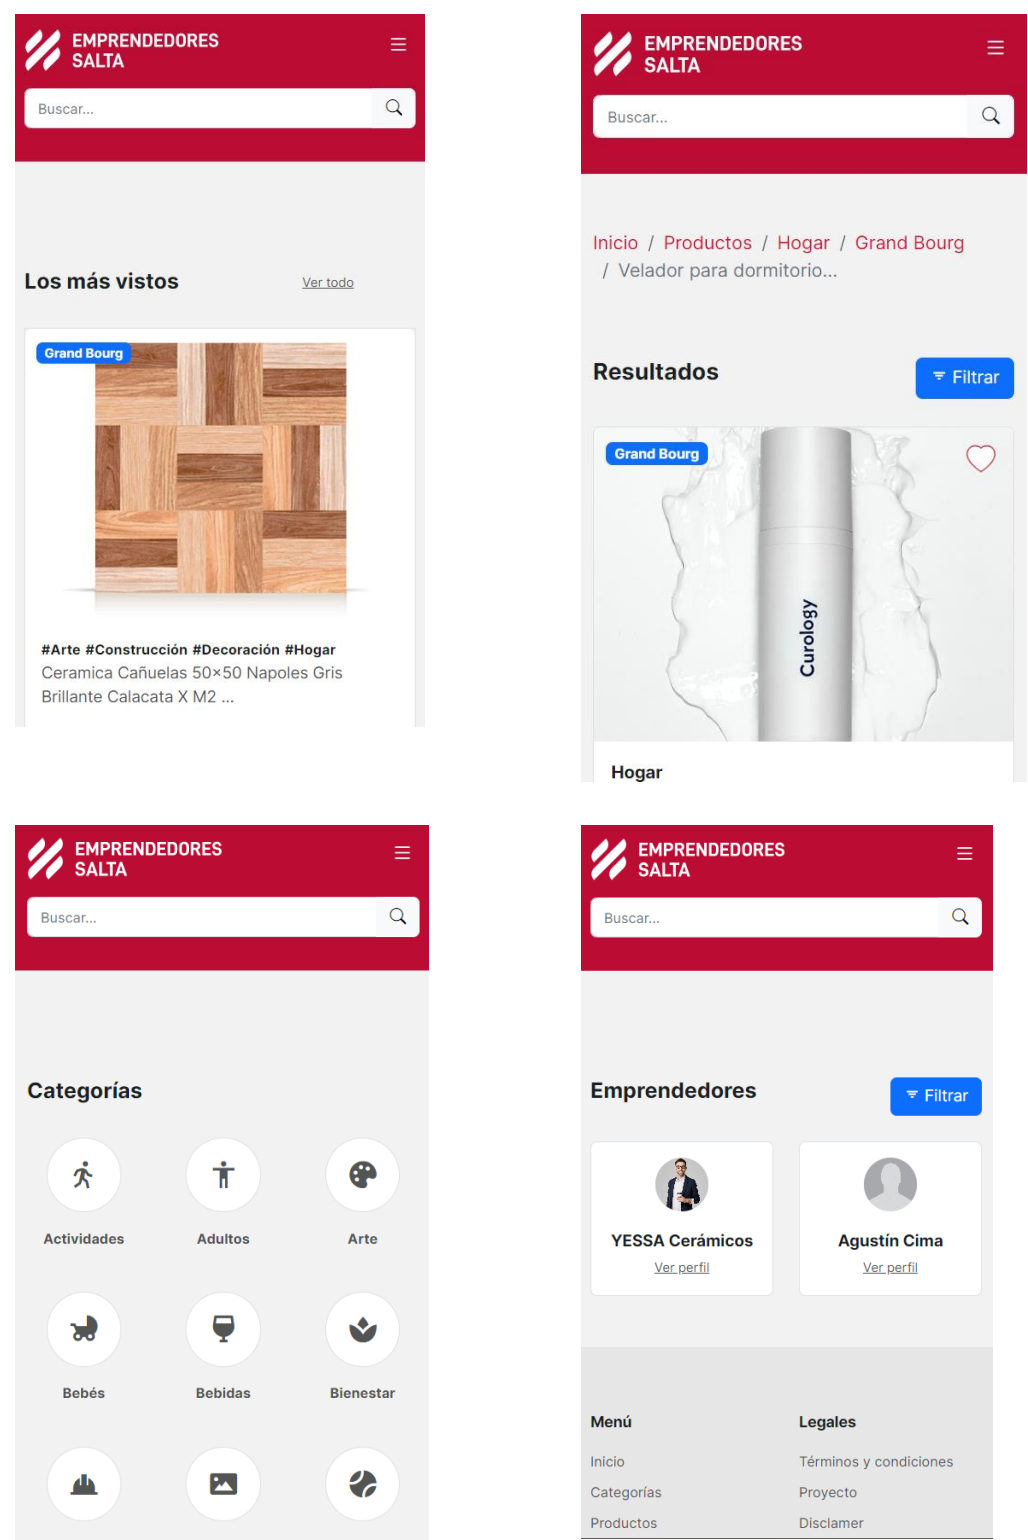 EMPRENDEDORES
SALTA
Buscar...
Los más vistos
Ver todo
Grand Bourg
#Arte #Construcción #Decoración #Hogar
Ceramica Cañuelas 50x50 Napoles Gris
Brillante Calacata X M2 ...
EMPRENDEDORES
SALTA
Buscar...
Inicio / Productos / Hogar / Grand Bourg
/ Velador para dormitorio...
Resultados
Filtrar
Grand Bourg
Curology
Hogar
EMPRENDEDORES
SALTA
Buscar...
Categorías
Actividades
Adultos
Arte
Bebés
Bebidas
Bienestar
EMPRENDEDORES
SALTA
Buscar...
Emprendedores
Filtrar
YESSA Cerámicos
Ver perfil
Agustín Cima
Ver perfil
Menú
Inicio
Categorías
Productos
Legales
Términos y condiciones
Proyecto
Disclamer